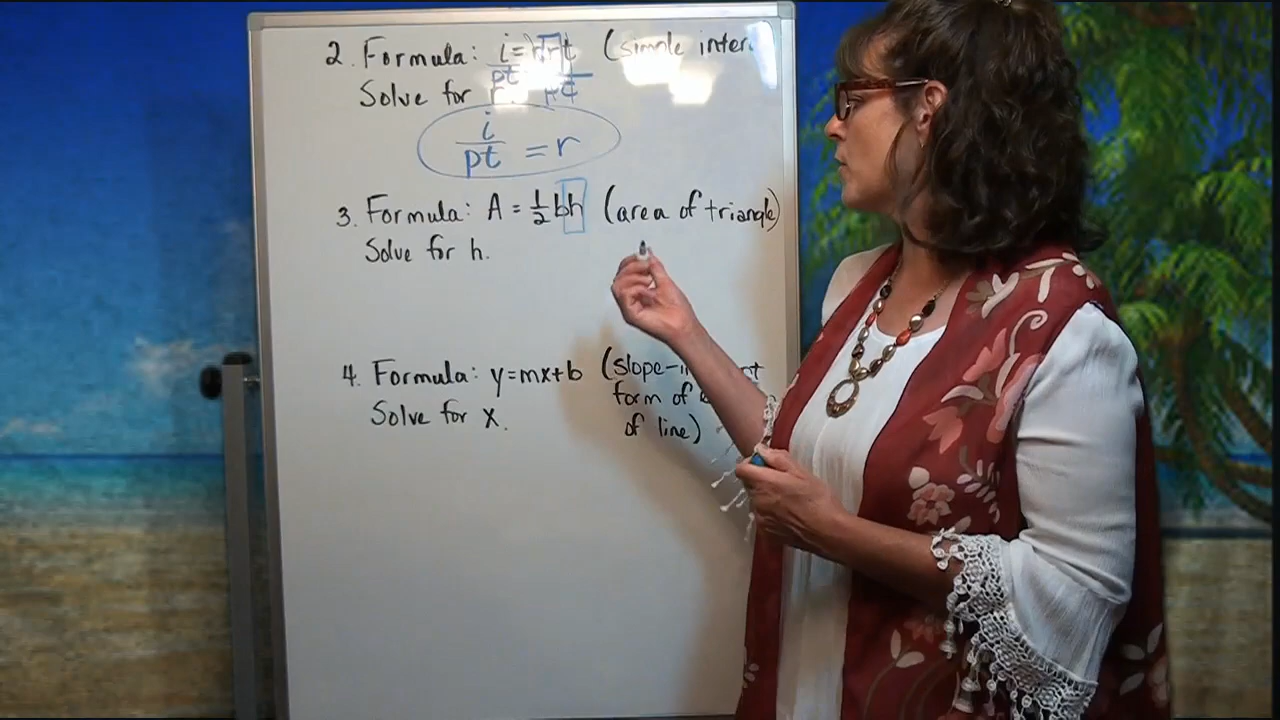 2. Formula: i = prt (simple
pt
Solve for r.
i/pt = r
3. Formula: A = 1/2 bh (area of triangle)
Solve for h.
4. Formula: y=mx+b (slope-
form of
Solve for x.
of line)